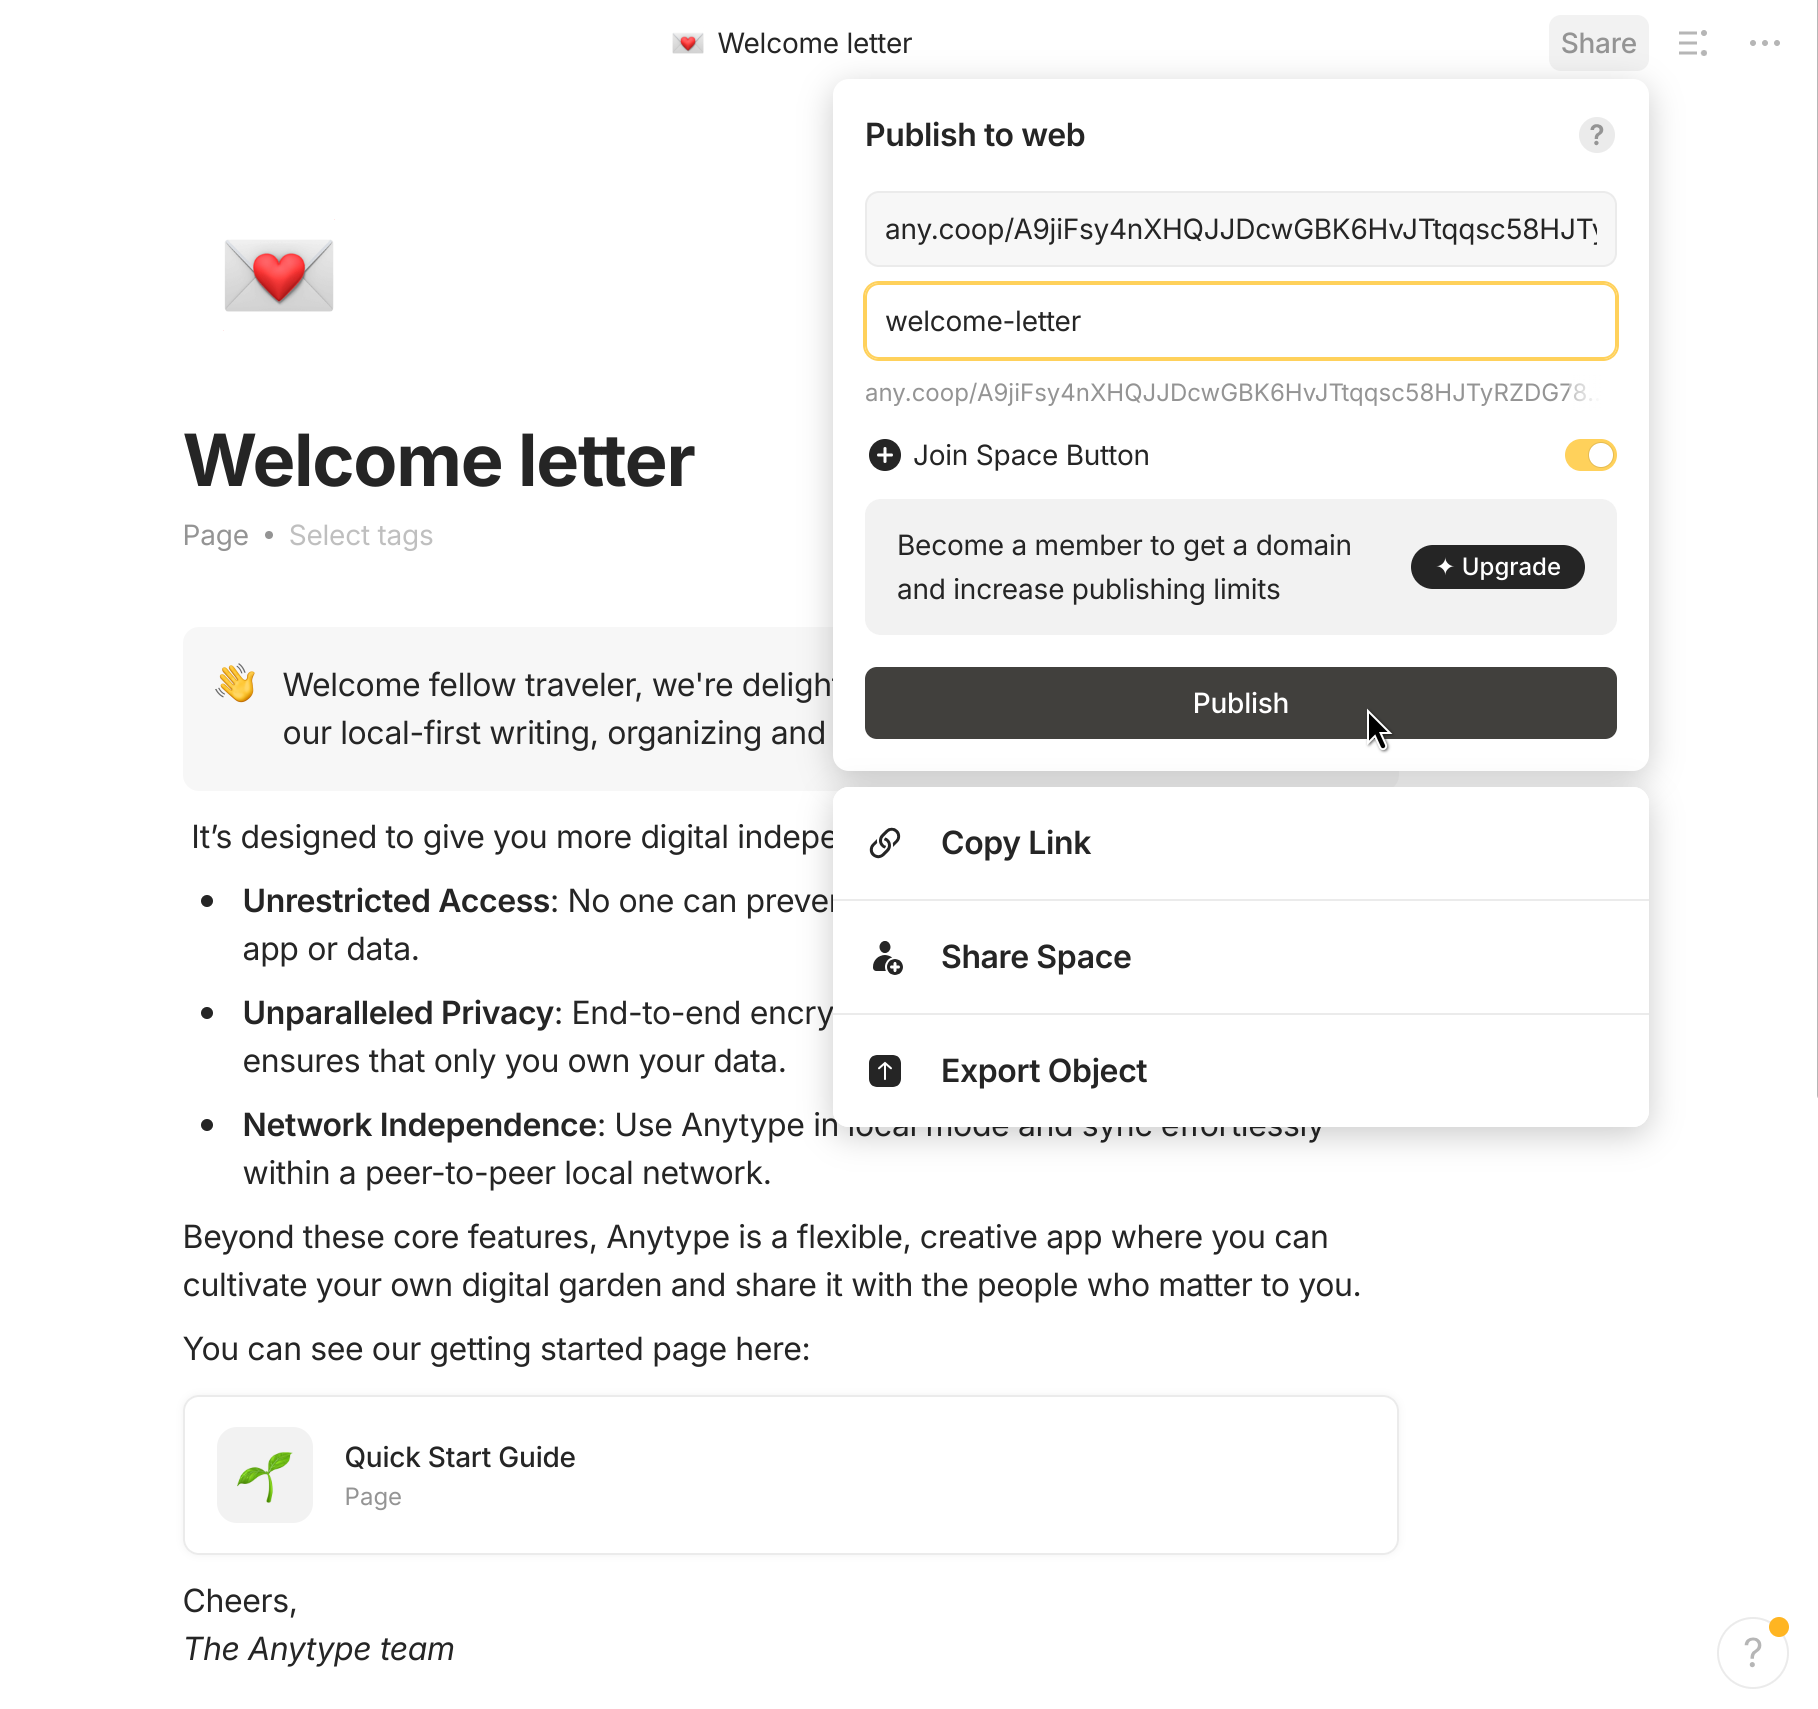 Welcome letter
Share
Publish to web
?
any.coop/A9jiFsy4nXHQJJDcwGBK6HvJTtqqsc58HJTy
welcome-letter
any.coop/A9jiFsy4nXHQJJDcwGBK6HvJTtqqsc58HJTyRZDG78...
Join Space Button
Become a member to get a domain
and increase publishing limits
Upgrade
Publish
Copy Link
Share Space
Export Object
Welcome letter
Page • Select tags
Welcome fellow traveler, we're deligh
our local-first writing, organizing and
It’s designed to give you more digital indepe
• Unrestricted Access: No one can preve
app or data.
• Unparalleled Privacy: End-to-end encry
ensures that only you own your data.
• Network Independence: Use Anytype in local mode and sync effortlessly
within a peer-to-peer local network.
Beyond these core features, Anytype is a flexible, creative app where you can
cultivate your own digital garden and share it with the people who matter to you.
You can see our getting started page here:
Quick Start Guide
Page
Cheers,
The Anytype team
?